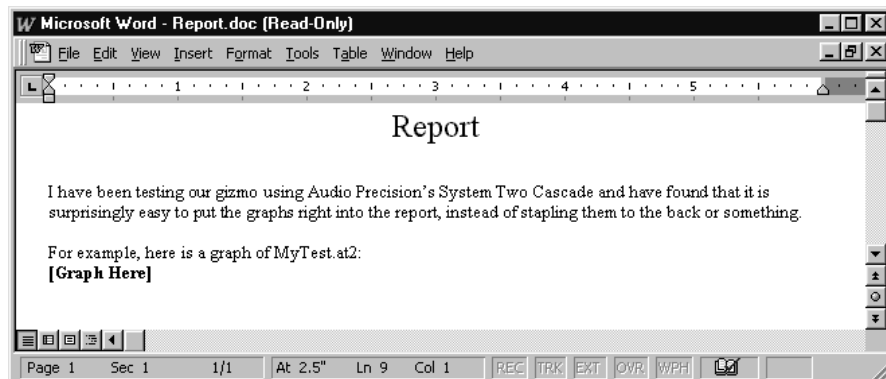 Microsoft Word - Report.doc (Read-Only)
File Edit View Insert Format Tools Table Window Help
1 2 3 4 5
Report
I have been testing our gizmo using Audio Precision's System Two Cascade and have found that it is
surprisingly easy to put the graphs right into the report, instead of stapling them to the back or something.
For example, here is a graph of MyTest.at2:
[Graph Here]
Page 1 Sec 1 1/1 At 2.5" Ln 9 Col 1 REC TRK EXT OVR WPH